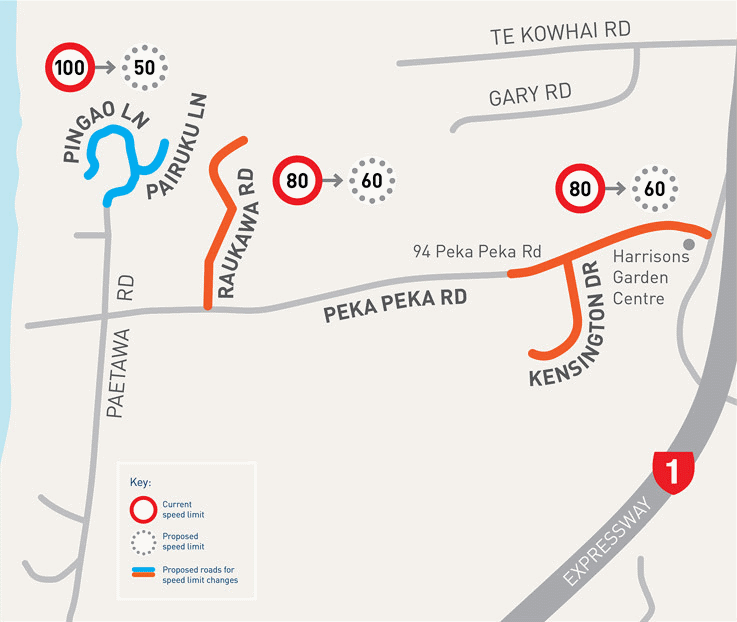 TE KOWHAI RD
100
50
GARY RD
PINGAO LN
PAIRUKU LN
80
60
80
60
RAUKAWA RD
94 Peka Peka Rd
Harrisons
Garden
Centre
PEKA PEKA RD
KENSINGTON DR
PAETAWA RD
1
EXPRESSWAY
Key:
Current
speed limit
Proposed
speed limit
Proposed roads for
speed limit changes